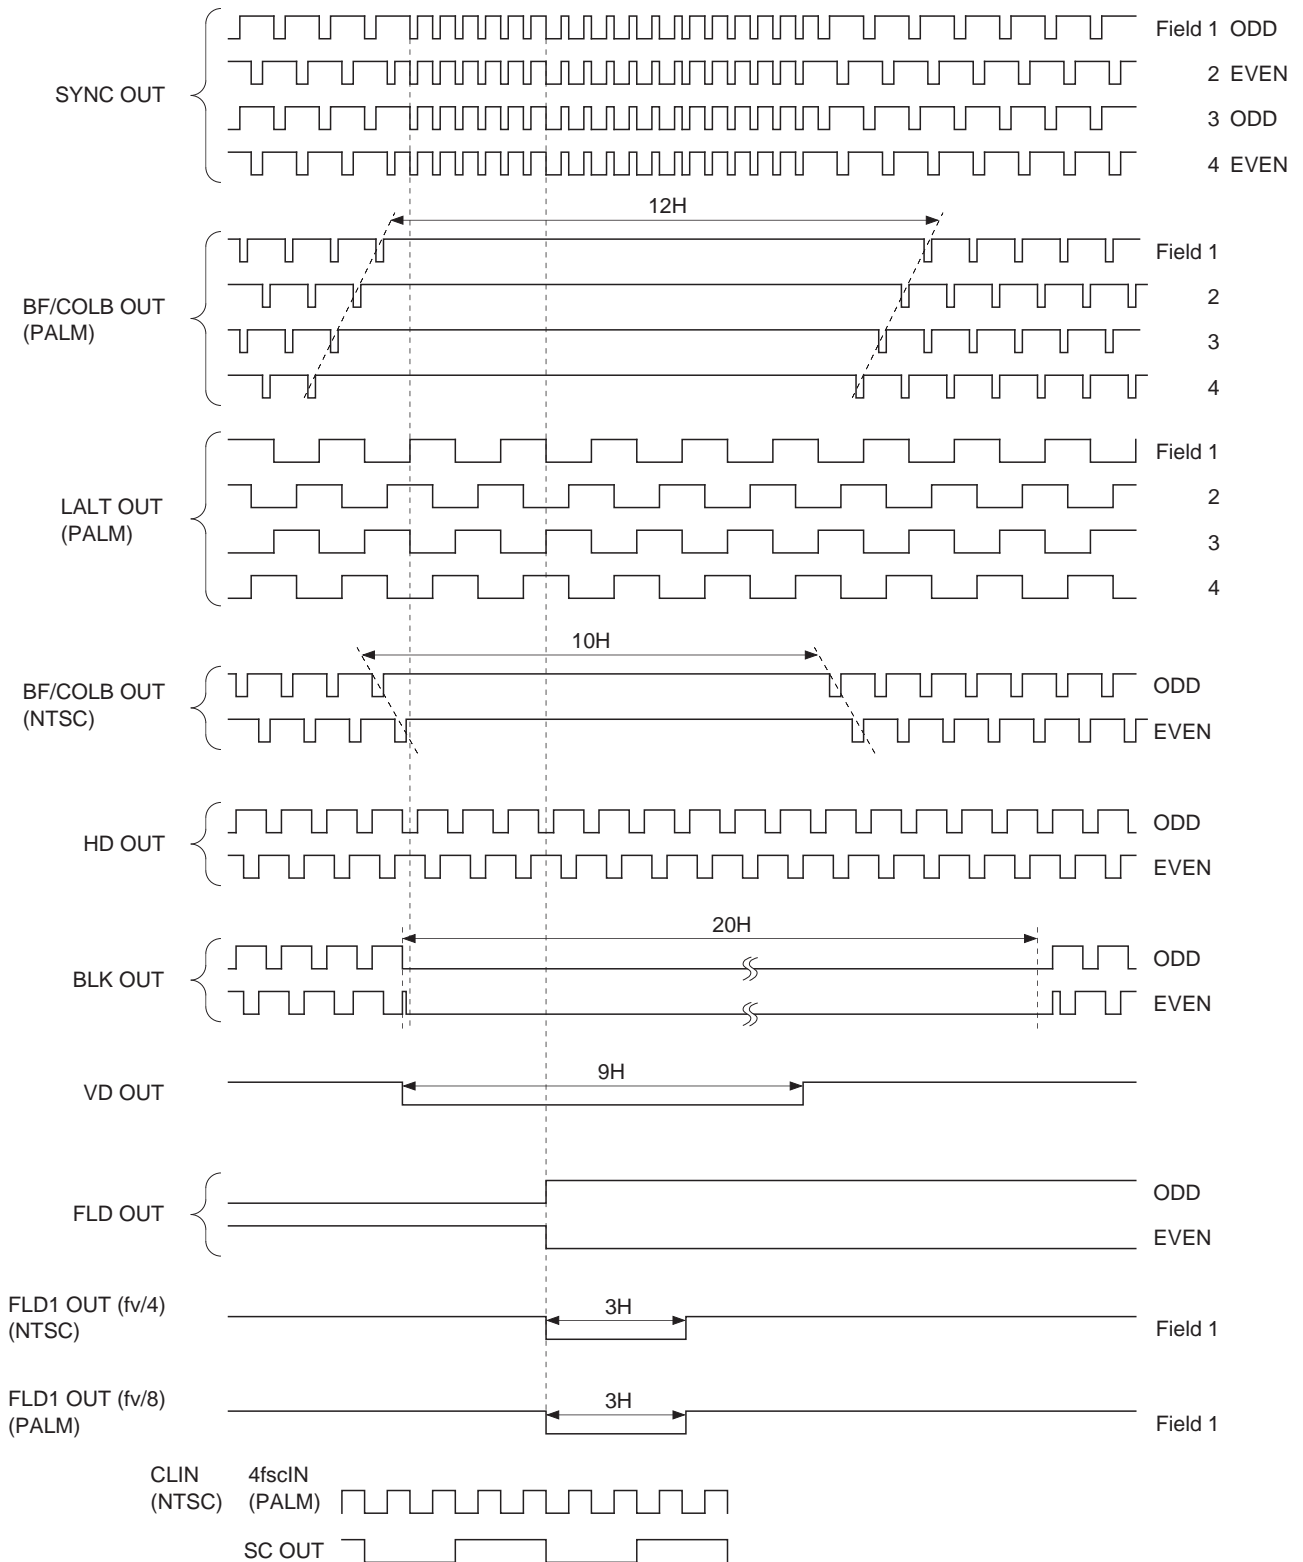 Field 1 ODD
2 EVEN
SYNC OUT
3 ODD
4 EVEN
12H
Field 1
2
BF/COLB OUT
(PALM)
3
4
Field 1
2
LALT OUT
(PALM)
3
4
10H
BF/COLB OUT
(NTSC)
ODD
EVEN
HD OUT
ODD
EVEN
20H
BLK OUT
ODD
EVEN
9H
VD OUT
FLD OUT
ODD
EVEN
FLD1 OUT (fv/4)
(NTSC)
3H
Field 1
FLD1 OUT (fv/8)
(PALM)
3H
Field 1
CLIN 4fscIN
(NTSC) (PALM)
SC OUT